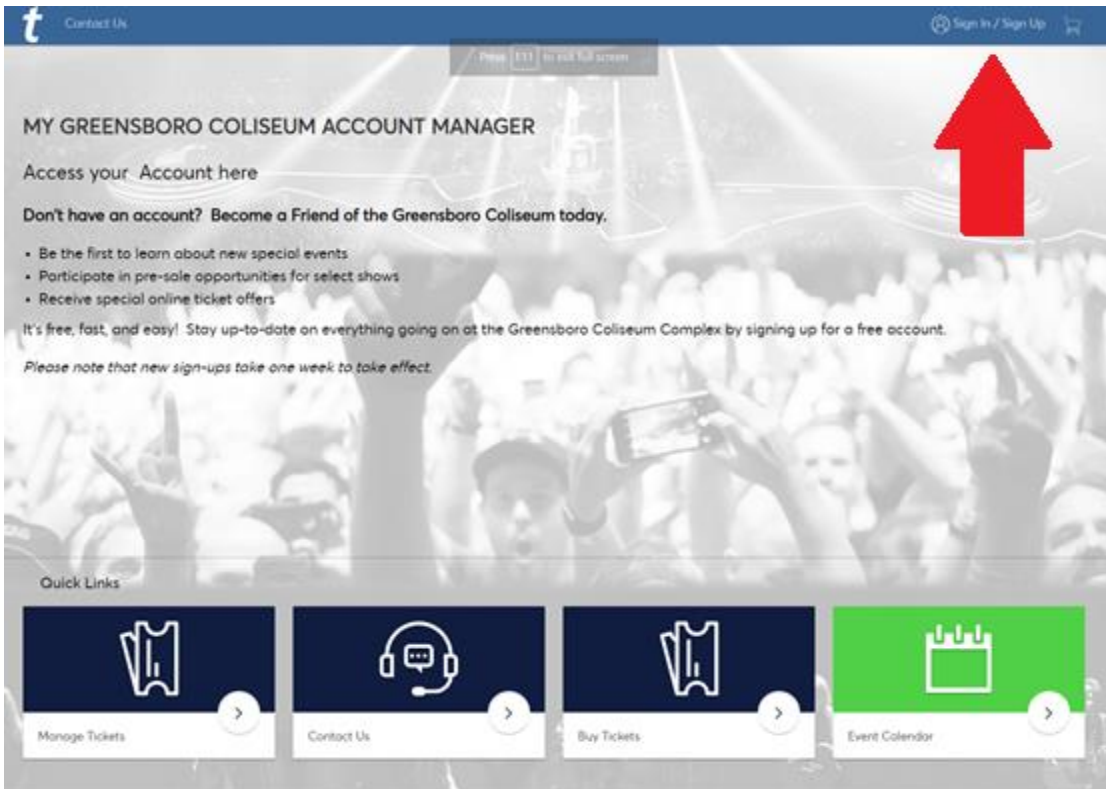 t Contact Us Sign In / Sign Up
Press F11 to exit full screen
MY GREENSBORO COLISEUM ACCOUNT MANAGER
Access your Account here
Don't have an account? Become a Friend of the Greensboro Coliseum today.
• Be the first to learn about new special events
• Participate in pre-sale opportunities for select shows
• Receive special online ticket offers
It's free, fast, and easy! Stay up-to-date on everything going on at the Greensboro Coliseum Complex by signing up for a free account.
Please note that new sign-ups take one week to take effect.
Quick Links
Manage Tickets Contact Us Buy Tickets Event Calendar